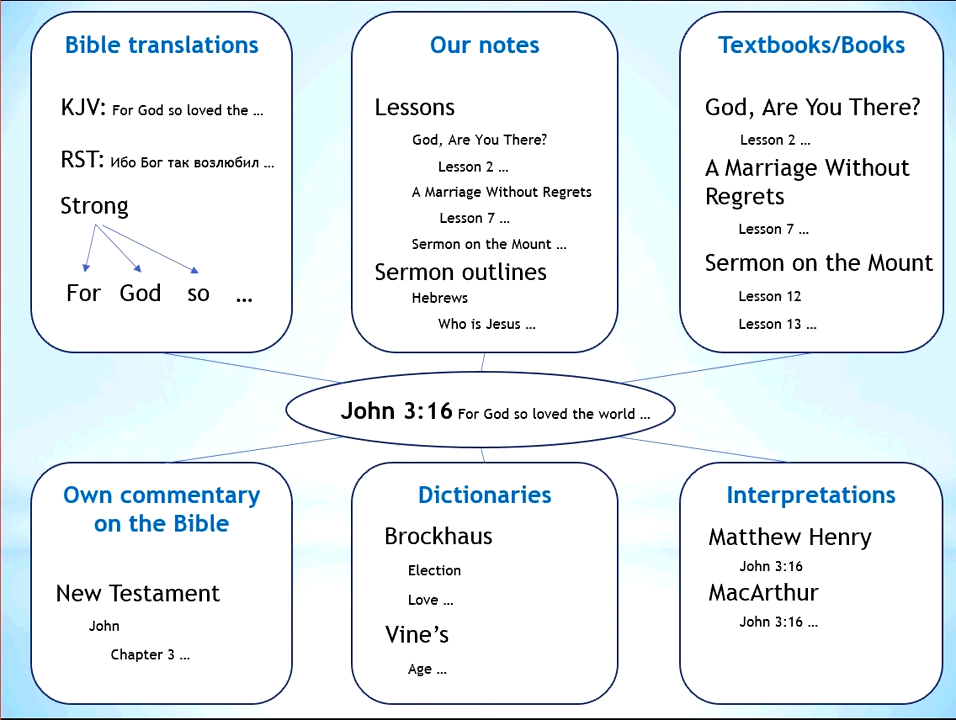 Bible translations
KJV: For God so loved the …
RST: Ибо Бог так возлюбил …
Strong
For God so …
Our notes
Lessons
God, Are You There?
Lesson 2 …
A Marriage Without Regrets
Lesson 7 …
Sermon on the Mount …
Sermon outlines
Hebrews
Who is Jesus …
Textbooks/Books
God, Are You There?
Lesson 2 …
A Marriage Without
Regrets
Lesson 7 …
Sermon on the Mount
Lesson 12
Lesson 13 …
John 3:16 For God so loved the world …
Own commentary
on the Bible
New Testament
John
Chapter 3 …
Dictionaries
Brockhaus
Election
Love …
Vine’s
Age …
Interpretations
Matthew Henry
John 3:16
MacArthur
John 3:16 …